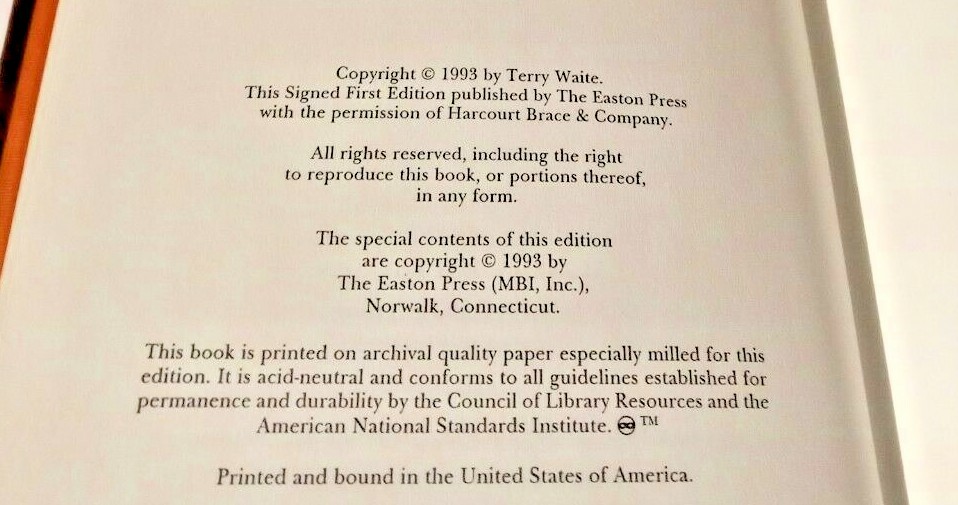 Copyright © 1993 by Terry Waite.
This Signed First Edition published by The Easton Press
with the permission of Harcourt Brace & Company.
All rights reserved, including the right
to reproduce this book, or portions thereof,
in any form.
The special contents of this edition
are copyright © 1993 by
The Easton Press (MBI, Inc.),
Norwalk, Connecticut.
This book is printed on archival quality paper especially milled for this
edition. It is acid-neutral and conforms to all guidelines established for
permanence and durability by the Council of Library Resources and the
American National Standards Institute. ♾ ™
Printed and bound in the United States of America.